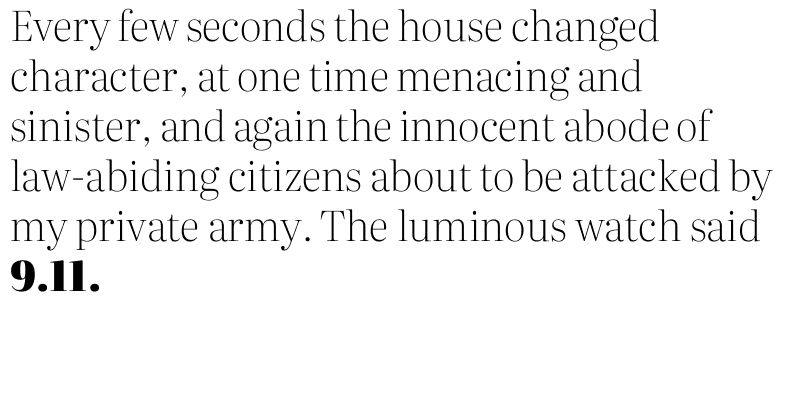 Every few seconds the house changed
character, at one time menacing and
sinister, and again the innocent abode of
law-abiding citizens about to be attacked by
my private army. The luminous watch said
9.11.